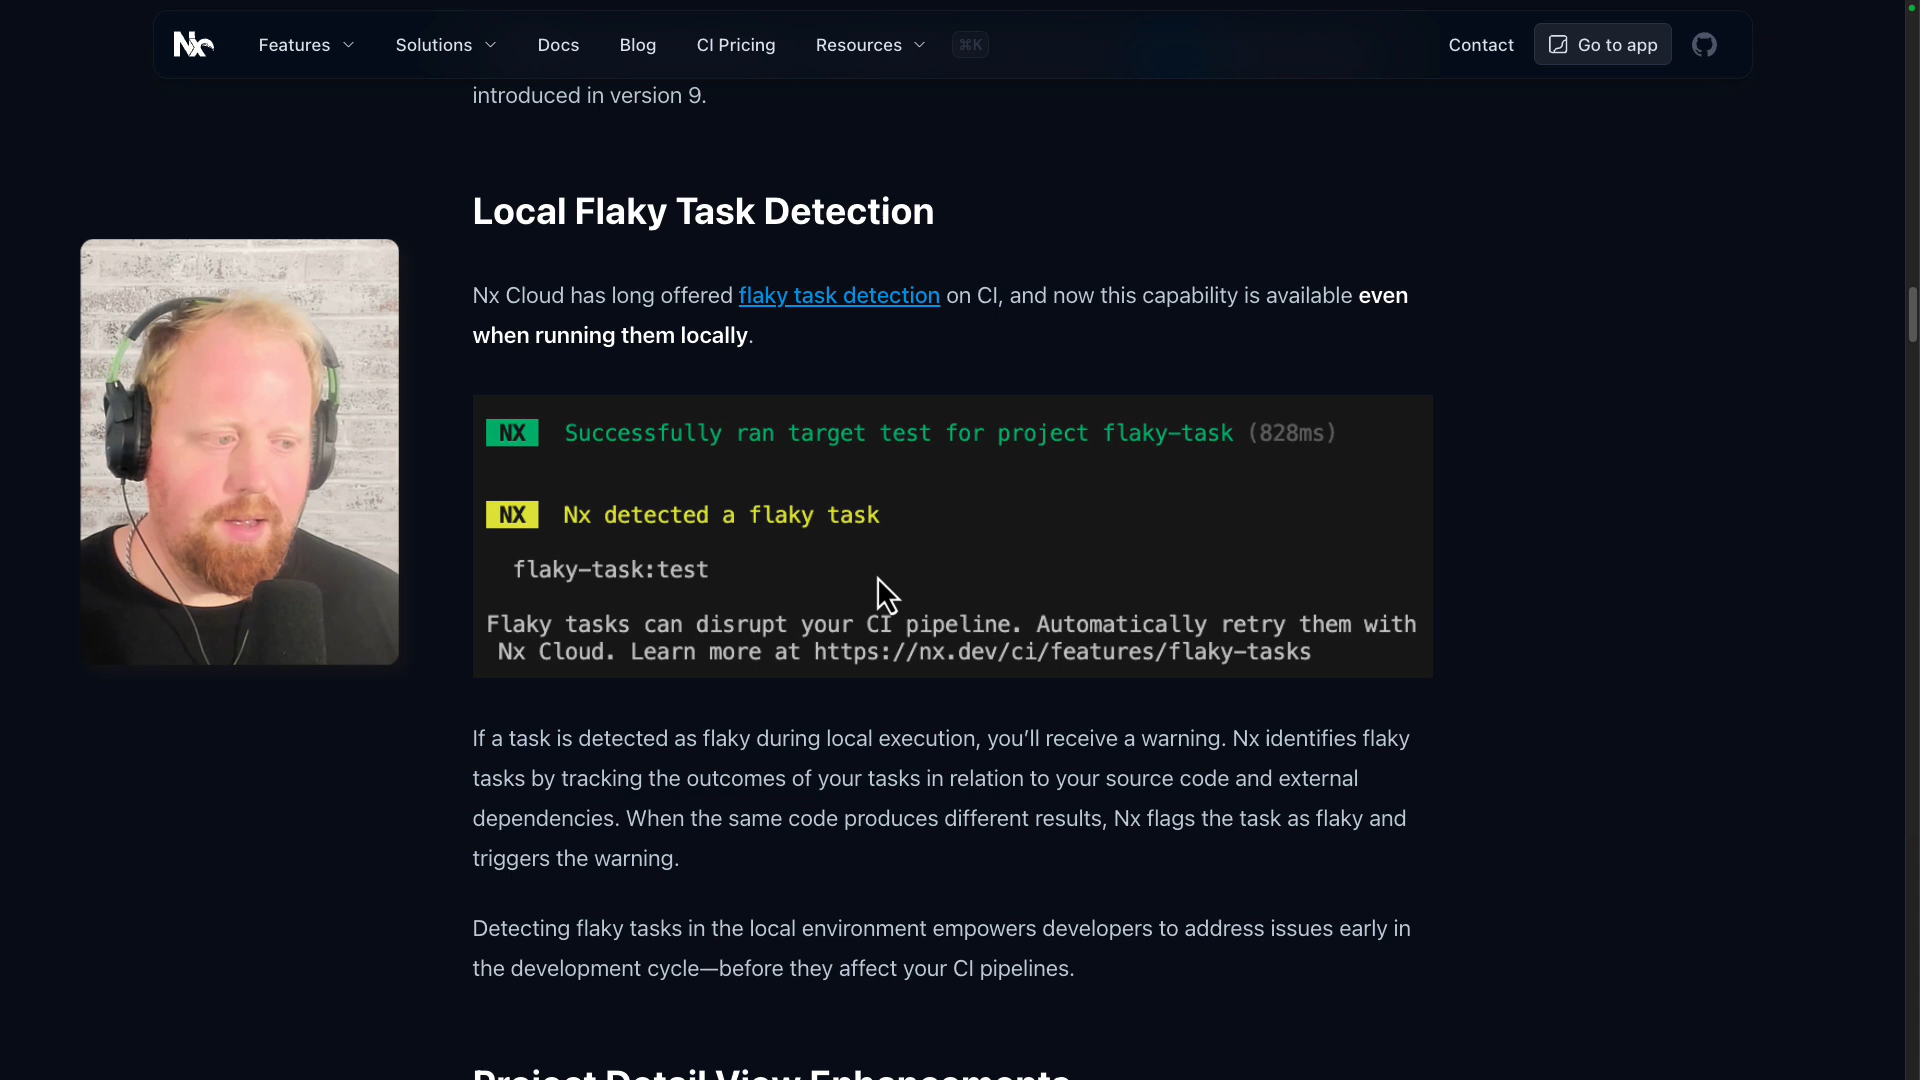 Nx Features Solutions Docs Blog CI Pricing Resources ⌘K Contact Go to app
introduced in version 9.
Local Flaky Task Detection
Nx Cloud has long offered flaky task detection on CI, and now this capability is available even
when running them locally.
NX Successfully ran target test for project flaky-task (828ms)
NX Nx detected a flaky task
flaky-task:test
Flaky tasks can disrupt your CI pipeline. Automatically retry them with
Nx Cloud. Learn more at https://nx.dev/ci/features/flaky-tasks
If a task is detected as flaky during local execution, you’ll receive a warning. Nx identifies flaky
tasks by tracking the outcomes of your tasks in relation to your source code and external
dependencies. When the same code produces different results, Nx flags the task as flaky and
triggers the warning.
Detecting flaky tasks in the local environment empowers developers to address issues early in
the development cycle—before they affect your CI pipelines.
Project Detail View Enhancements